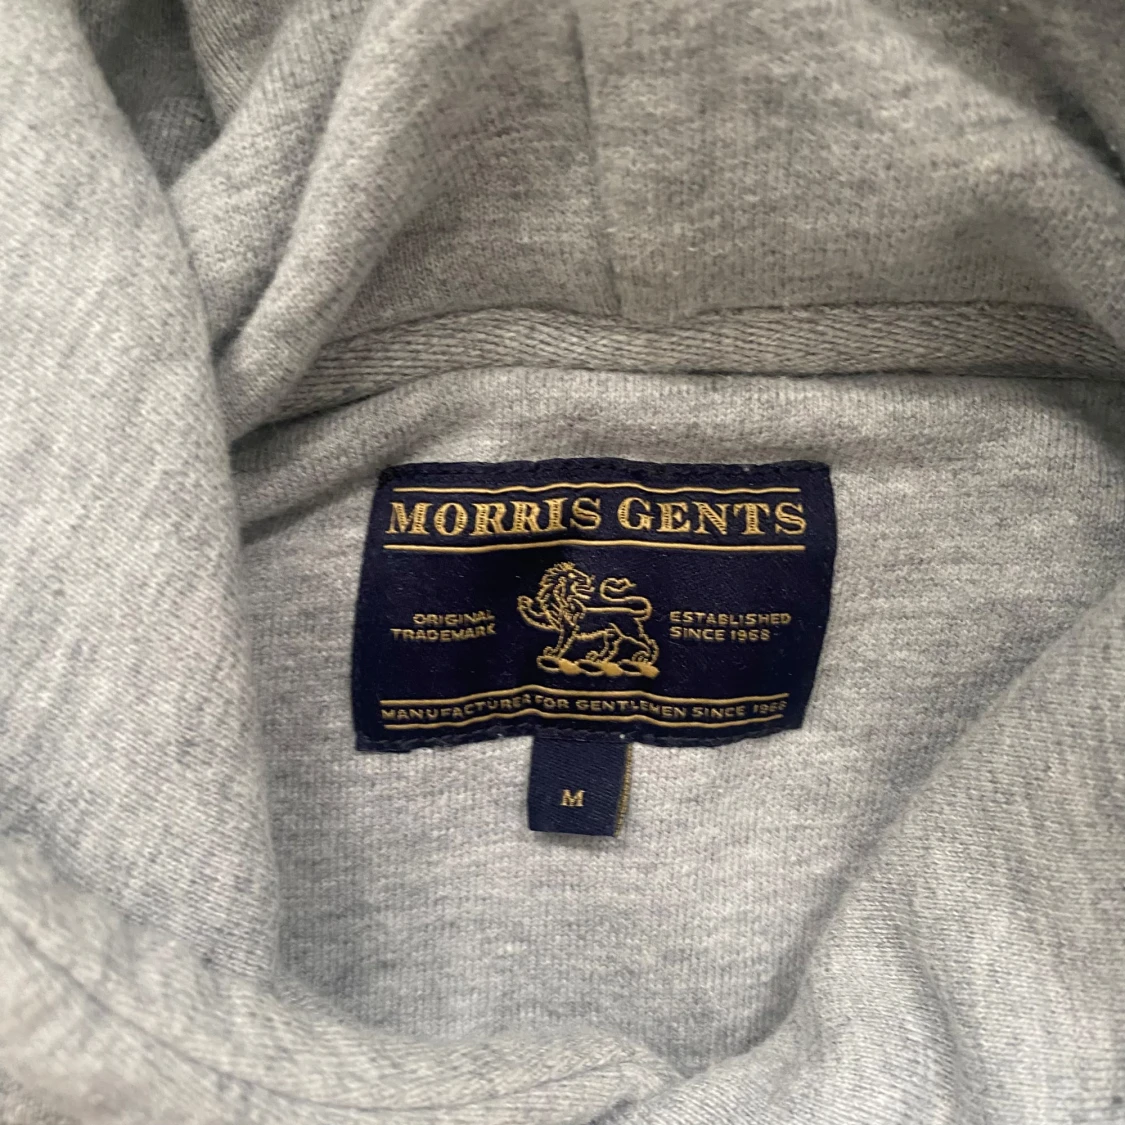 MORRIS GENTS
ORIGINAL
TRADEMARK
ESTABLISHED
SINCE 1968
MANUFACTURER FOR GENTLEMEN SINCE 1968
M